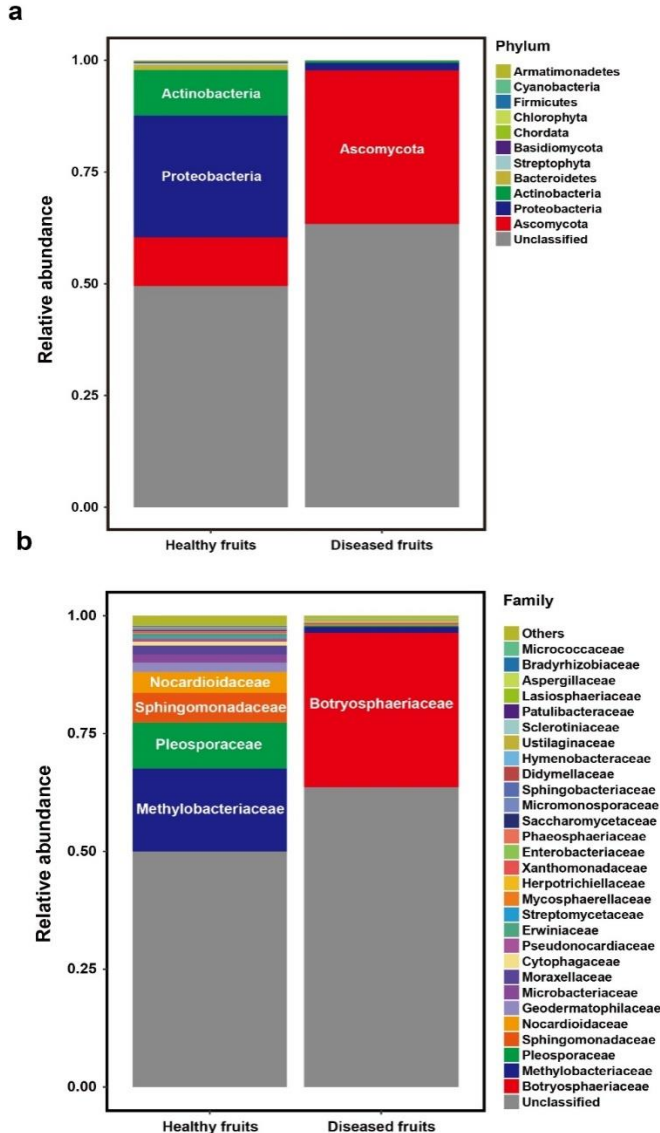 a
Relative abundance
1.00
0.75
0.50
0.25
0.00
Actinobacteria
Proteobacteria
Ascomycota
Healthy fruits
Diseased fruits
Phylum
Armatimonadetes
Cyanobacteria
Firmicutes
Chlorophyta
Chordata
Basidiomycota
Streptophyta
Bacteroidetes
Actinobacteria
Proteobacteria
Ascomycota
Unclassified
b
Relative abundance
1.00
0.75
0.50
0.25
0.00
Nocardioidaceae
Sphingomonadaceae
Pleosporaceae
Methylobacteriaceae
Botryosphaeriaceae
Healthy fruits
Diseased fruits
Family
Others
Micrococcaceae
Bradyrhizobiaceae
Aspergillaceae
Lasiosphaeriaceae
Patulibacteraceae
Sclerotiniaceae
Ustilaginaceae
Hymenobacteraceae
Didymellaceae
Sphingobacteriaceae
Micromonosporaceae
Saccharomycetaceae
Phaeosphaeriaceae
Enterobacteriaceae
Xanthomonadaceae
Herpotrichiellaceae
Mycosphaerellaceae
Streptomycetaceae
Erwiniaceae
Pseudonocardiaceae
Cytophagaceae
Moraxellaceae
Microbacteriaceae
Geodermatophilaceae
Nocardioidaceae
Sphingomonadaceae
Pleosporaceae
Methylobacteriaceae
Botryosphaeriaceae
Unclassified